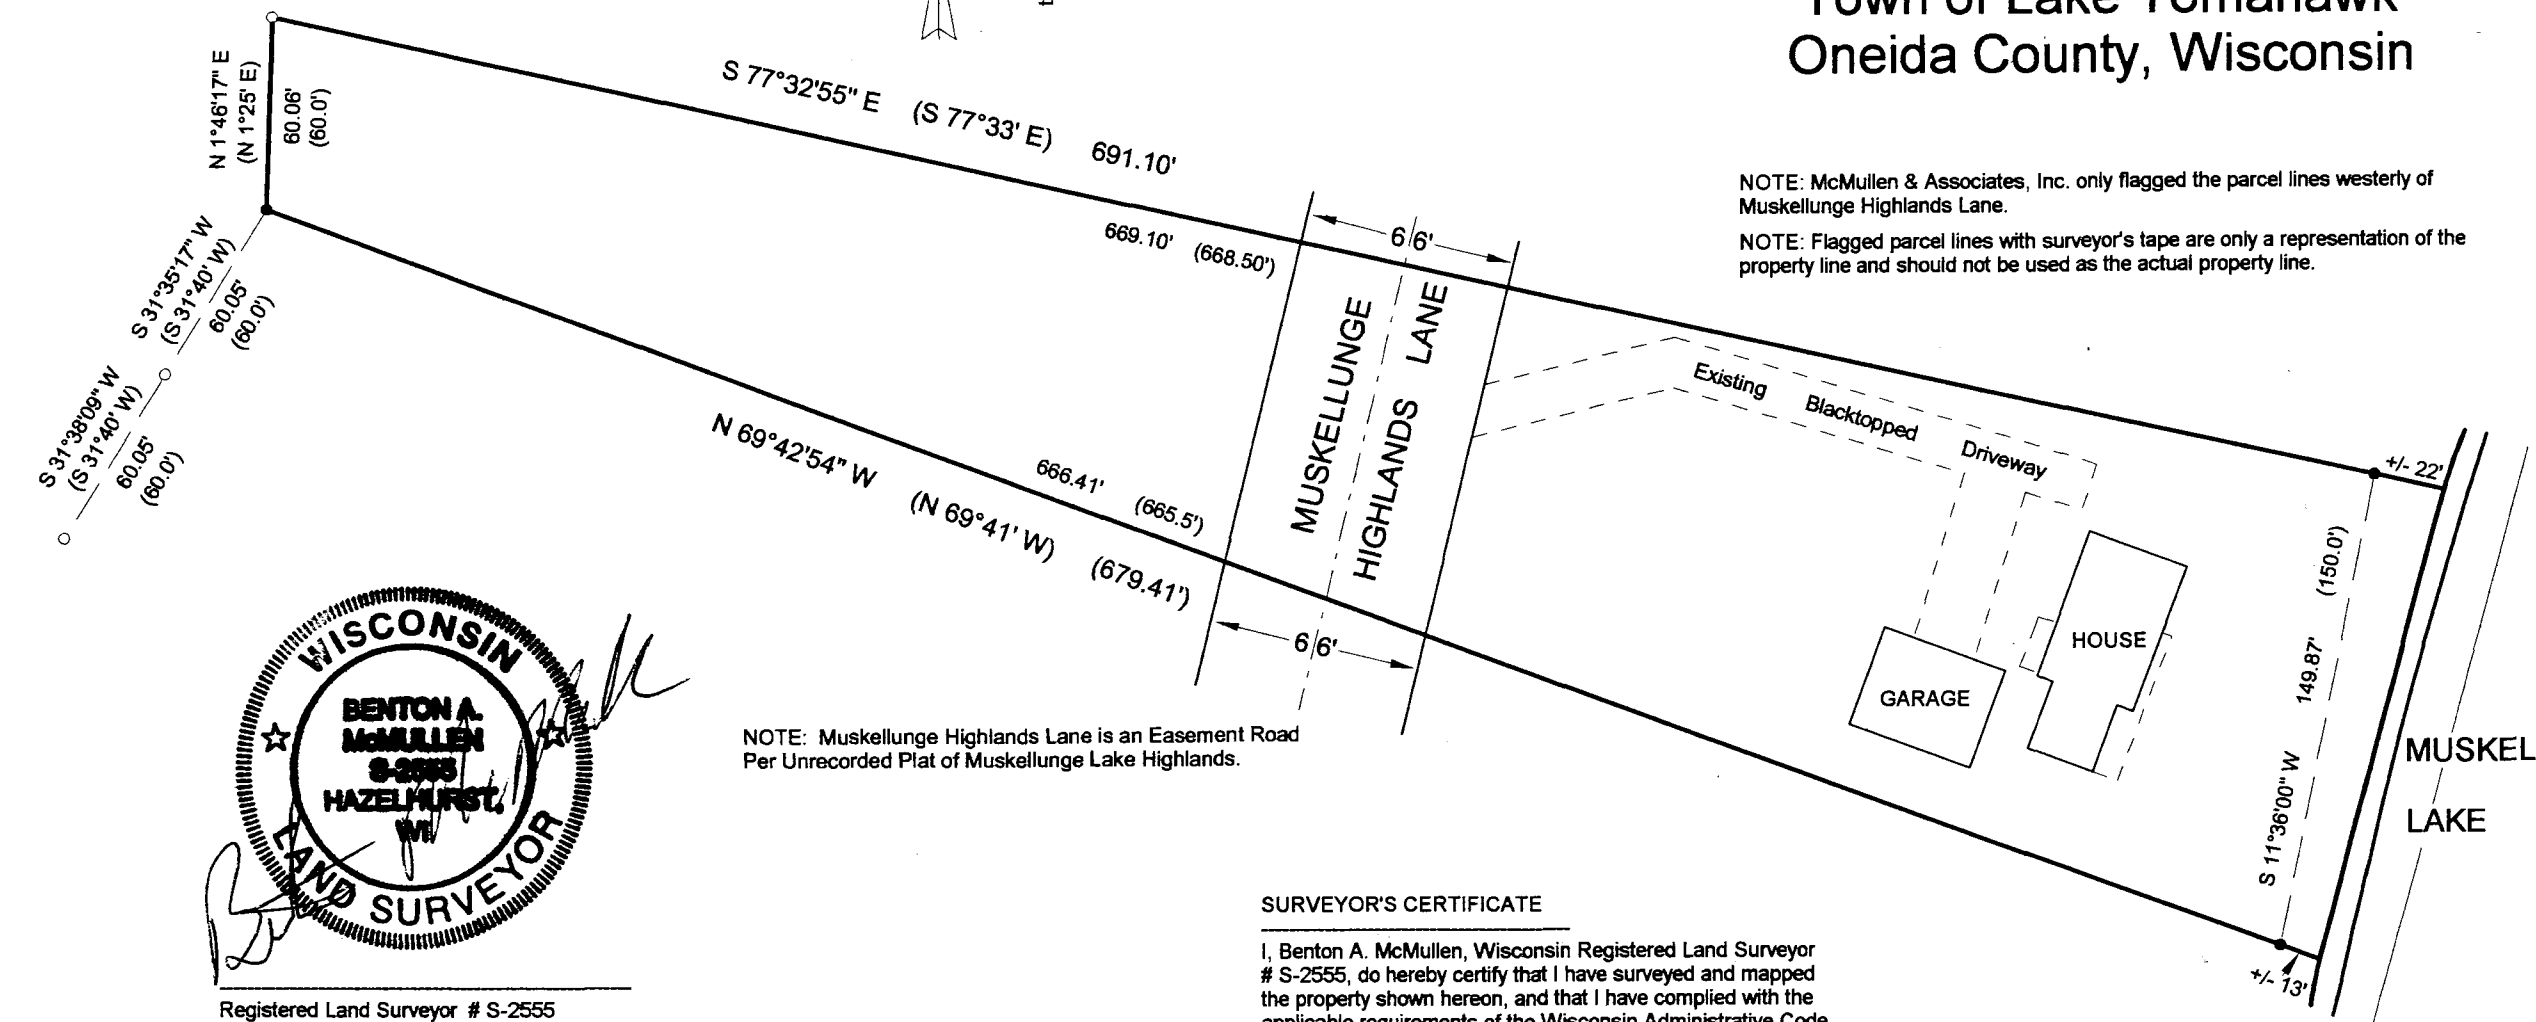 Town of Lake Tomahawk
Oneida County, Wisconsin
N 1°46'17" E
(N 1°25' E)
60.06'
(60.0')
S 77°32'55" E (S 77°33' E) 691.10'
669.10' (668.50')
66'
NOTE: McMullen & Associates, Inc. only flagged the parcel lines westerly of
Muskellunge Highlands Lane.
NOTE: Flagged parcel lines with surveyor's tape are only a representation of the
property line and should not be used as the actual property line.
S 31°35'17" W
(S 31°40' W)
60.05'
(60.0')
S 31°38'09" W
(S 31°40' W)
60.05'
(60.0')
MUSKELLUNGE
HIGHLANDS LANE
Existing Blacktopped Driveway
N 69°42'54" W (N 69°41' W) (679.41')
666.41' (665.5')
66'
+/- 22'
(150.0')
149.87'
S 11°36'00" W
HOUSE
GARAGE
MUSKEL
LAKE
+/- 13'
WISCONSIN
BENTON A.
McMULLEN
S-2555
HAZELHURST,
WI
LAND SURVEYOR
NOTE: Muskellunge Highlands Lane is an Easement Road
Per Unrecorded Plat of Muskellunge Lake Highlands.
SURVEYOR'S CERTIFICATE
I, Benton A. McMullen, Wisconsin Registered Land Surveyor
# S-2555, do hereby certify that I have surveyed and mapped
the property shown hereon, and that I have complied with the
applicable requirements of the Wisconsin Administrative Code
Registered Land Surveyor # S-2555